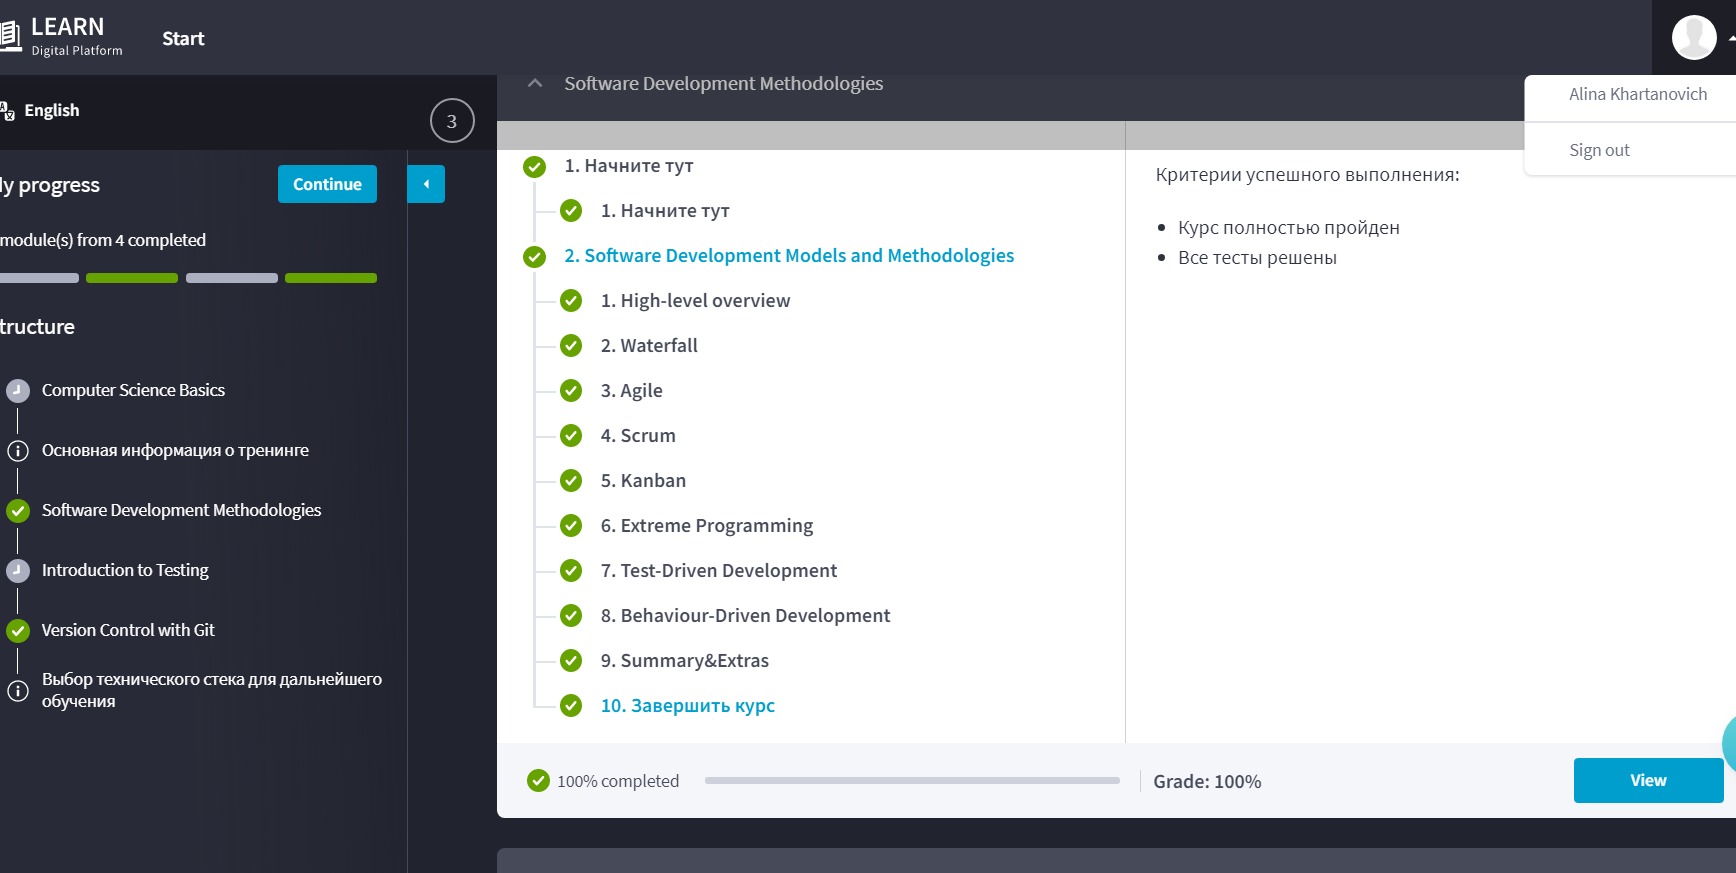 LEARN
Digital Platform
Start
Alina Khartanovich
Sign out
English
3
y progress
Continue
module(s) from 4 completed
tructure
Computer Science Basics
Основная информация о тренинге
Software Development Methodologies
Introduction to Testing
Version Control with Git
Выбор технического стека для дальнейшего
обучения
Software Development Methodologies
1. Начните тут
1. Начните тут
2. Software Development Models and Methodologies
1. High-level overview
2. Waterfall
3. Agile
4. Scrum
5. Kanban
6. Extreme Programming
7. Test-Driven Development
8. Behaviour-Driven Development
9. Summary&Extras
10. Завершить курс
Критерии успешного выполнения:
Курс полностью пройден
Все тесты решены
100% completed
Grade: 100%
View